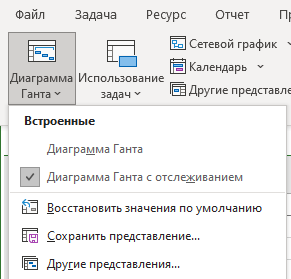 Файл Задача Ресурс Отчет
Диаграмма Ганта
Использование задач
Сетевой график
Календарь
Другие представле
Встроенные
Диаграмма Ганта
Диаграмма Ганта с отслеживанием
Восстановить значения по умолчанию
Сохранить представление...
Другие представления...